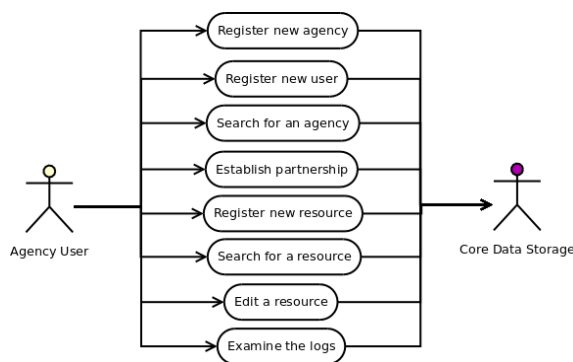 Register new agency
Register new user
Search for an agency
Establish partnership
Register new resource
Agency User
Core Data Storage
Search for a resource
Edit a resource
Examine the logs